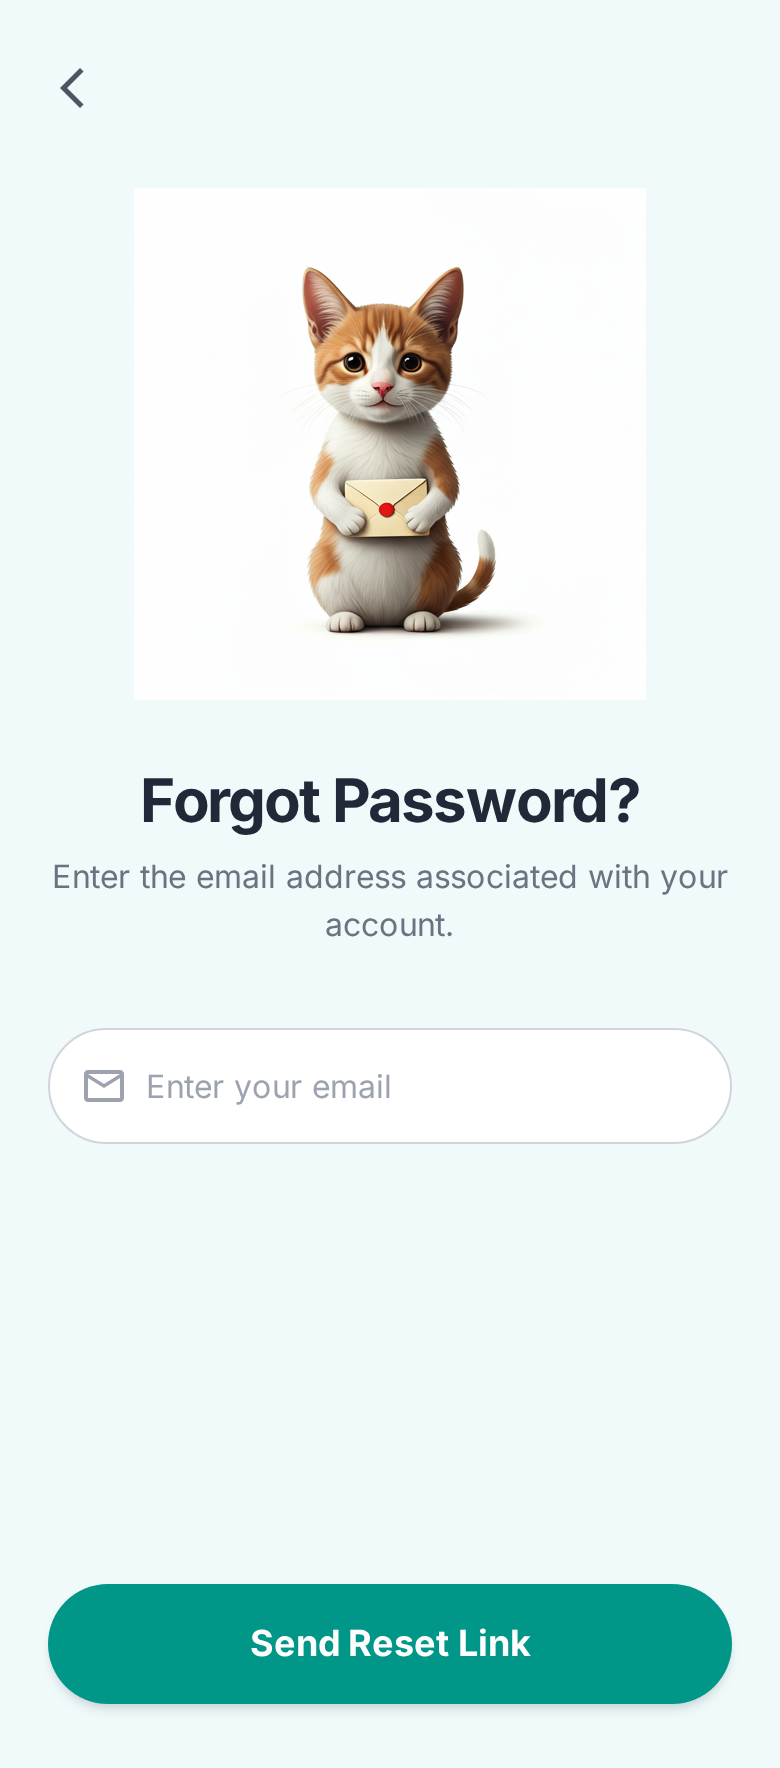 Forgot Password?
Enter the email address associated with your
account.
Enter your email
Send Reset Link